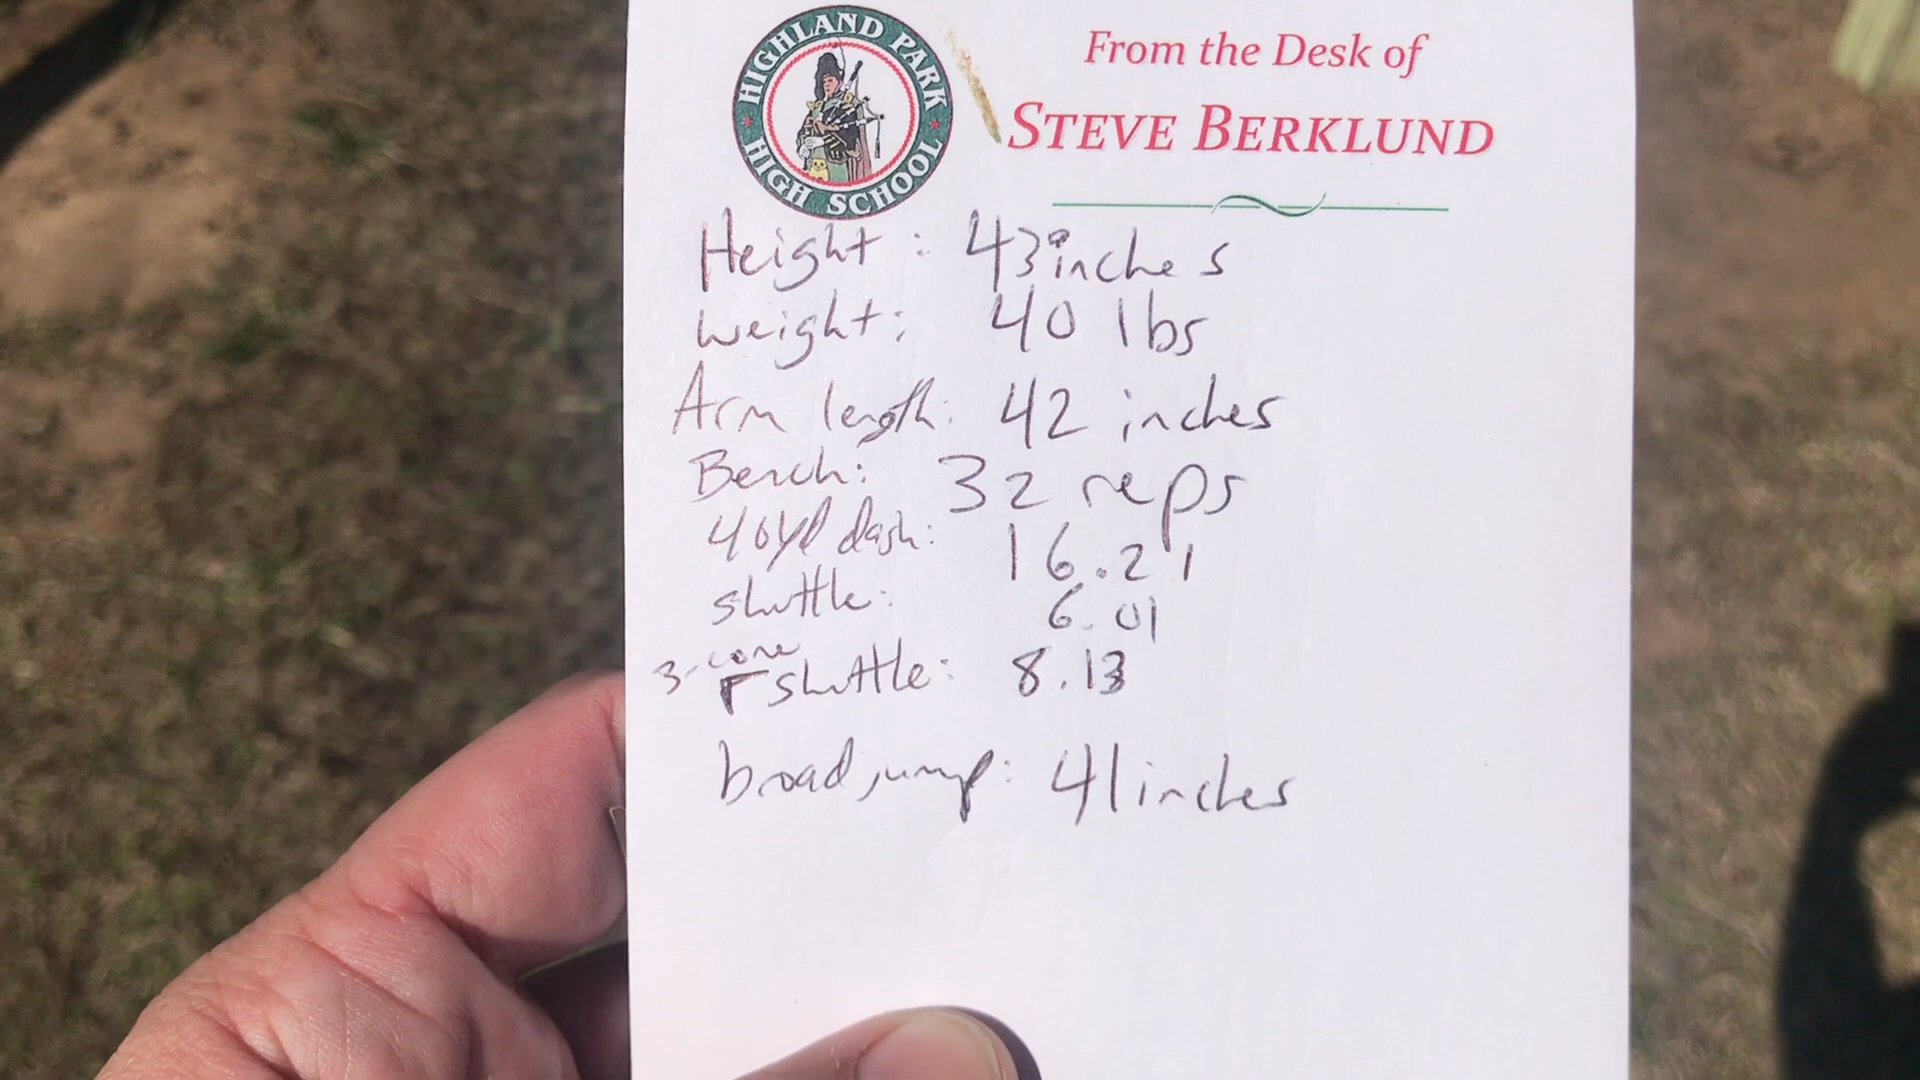 HIGHLAND PARK
HIGH SCHOOL
From the Desk of
STEVE BERKLUND
Height: 43 inches
weight: 40 lbs
Arm length: 42 inches
Bench: 32 reps
40yd dash: 16.21
shuttle: 6.01
3-cone
shuttle: 8.13
broad jump: 41 inches